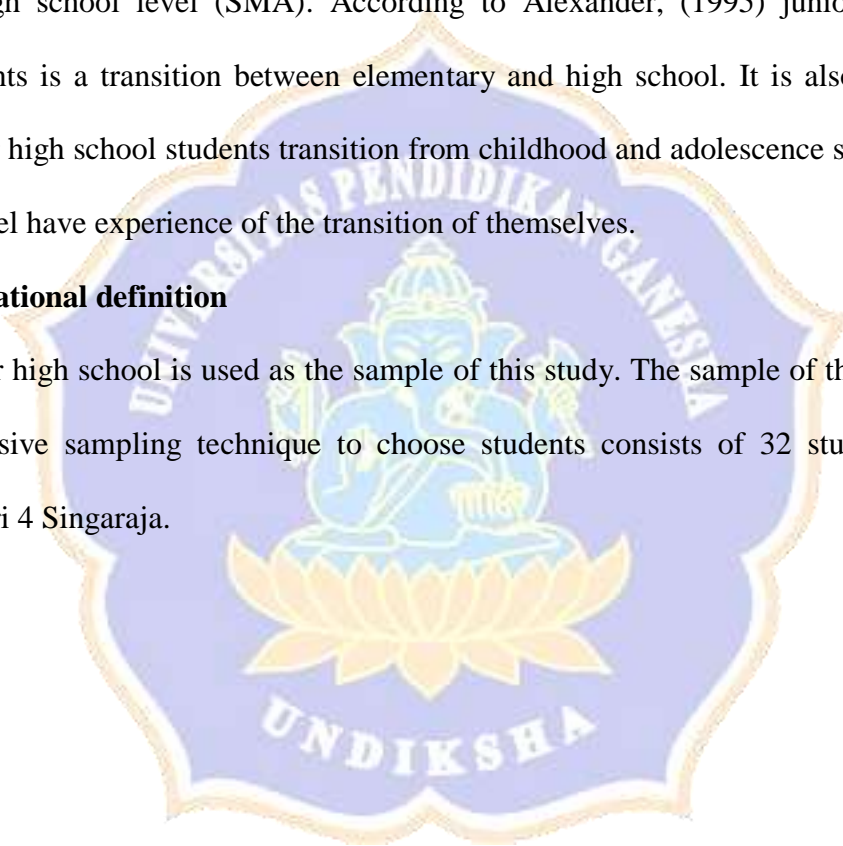 gh school level (SMA). According to Alexander, (1995) junio
nts is a transition between elementary and high school. It is also
high school students transition from childhood and adolescence s
el have experience of the transition of themselves.
ational definition
r high school is used as the sample of this study. The sample of th
sive sampling technique to choose students consists of 32 stu
ri 4 Singaraja.
UNIVERSITAS PENDIDIKAN GANESHA
UNDIKSHA